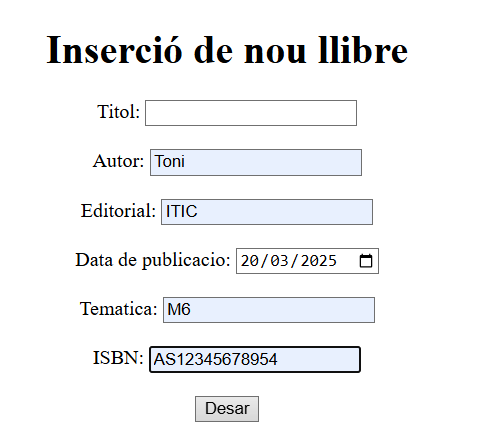 Inserció de nou llibre
Titol:
Autor: Toni
Editorial: ITIC
Data de publicacio: 20/03/2025
Tematica: M6
ISBN: AS12345678954
Desar